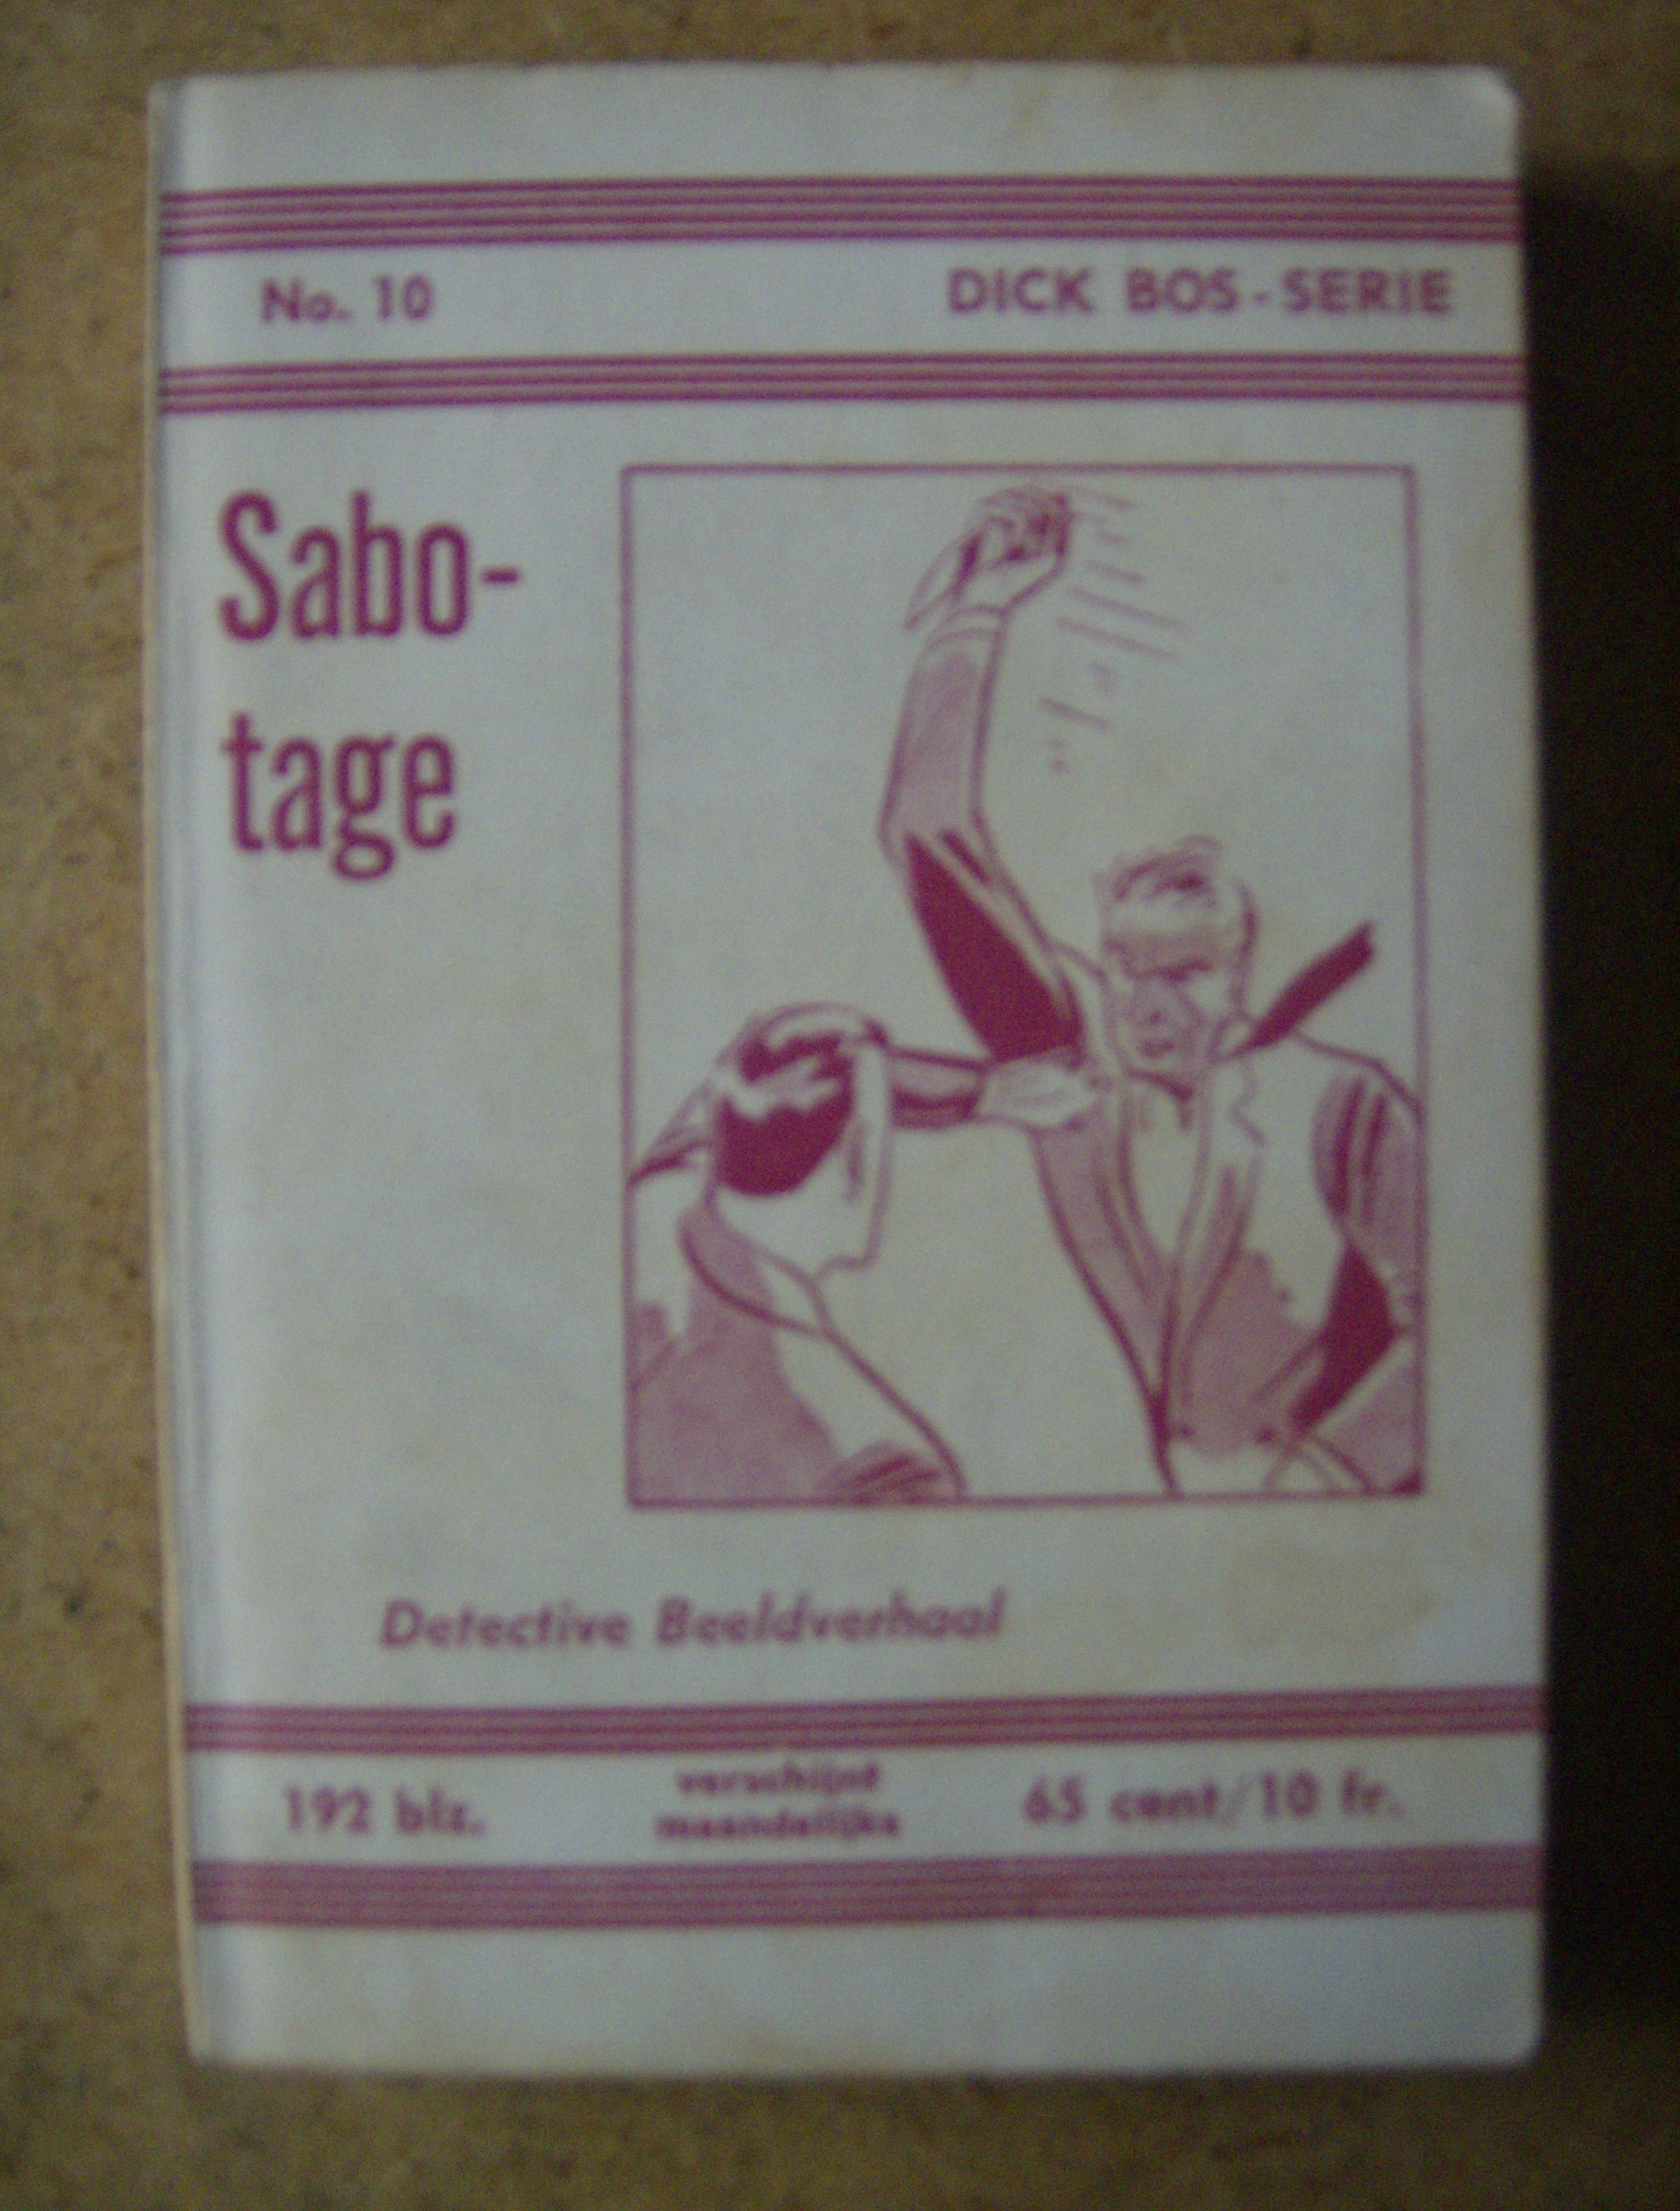 No. 10
DICK BOS-SERIE
Sabo-
tage
Detective Beeldverhaal
192 blz.
verschijnt
maandelijks
65 cent/10 fr.